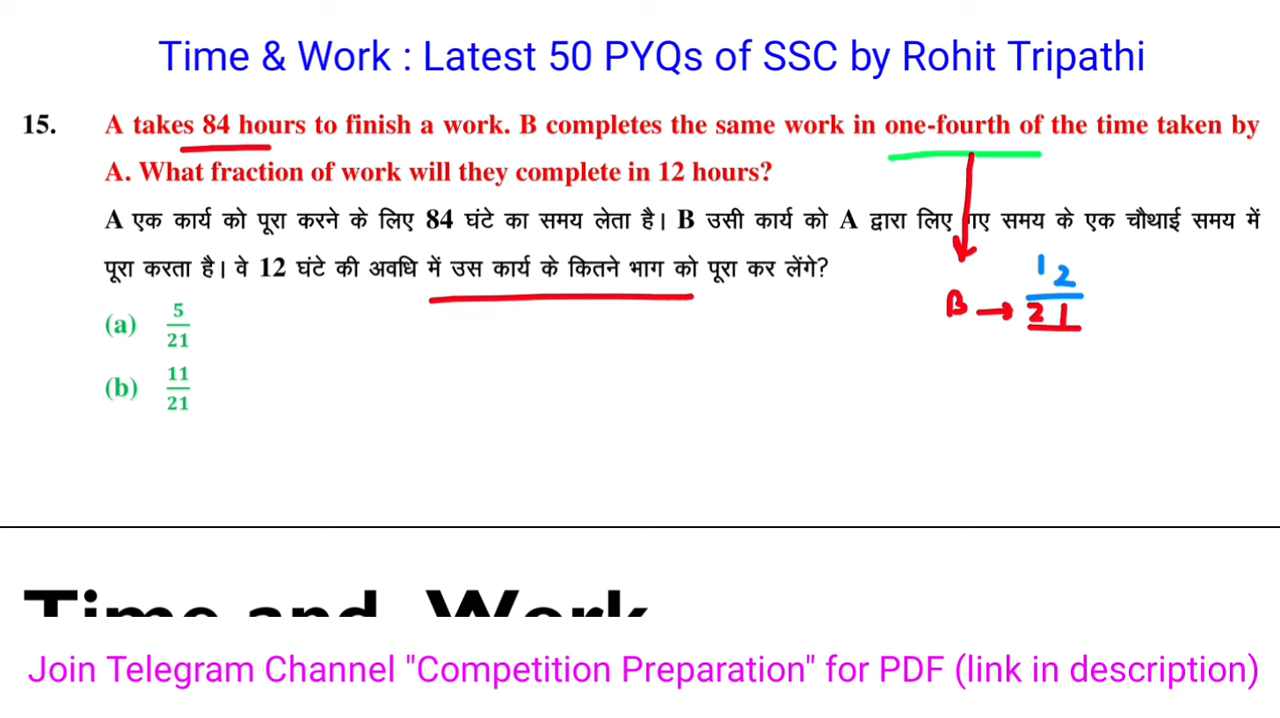 Time & Work : Latest 50 PYQs of SSC by Rohit Tripathi
15. A takes 84 hours to finish a work. B completes the same work in one-fourth of the time taken by
A. What fraction of work will they complete in 12 hours?
A एक कार्य को पूरा करने के लिए 84 घंटे का समय लेता है। B उसी कार्य को A द्वारा लिए गए समय के एक चौथाई समय में
पूरा करता है। वे 12 घंटे की अवधि में उस कार्य के कितने भाग को पूरा कर लेंगे?
B → 12/21
(a) 5/21
(b) 11/21
Time and Work
Join Telegram Channel "Competition Preparation" for PDF (link in description)